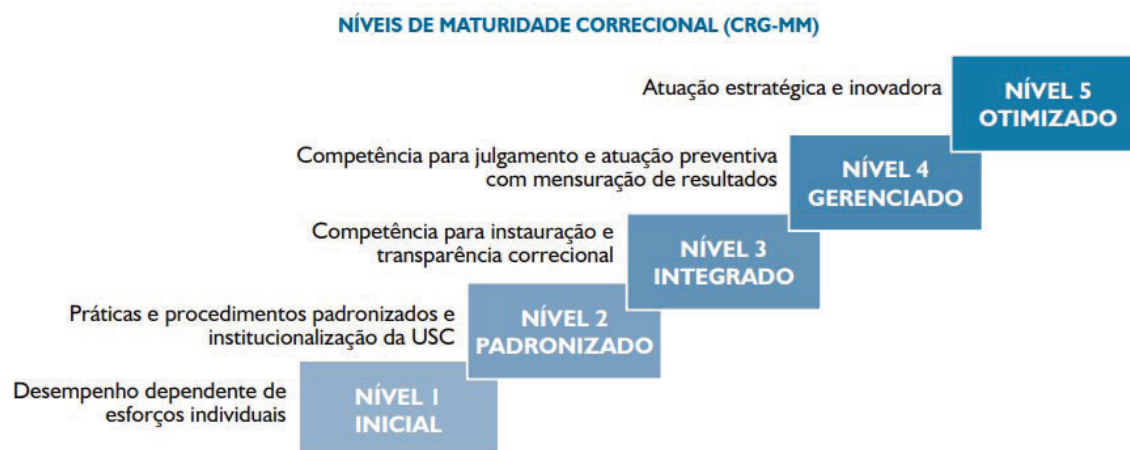 NÍVEIS DE MATURIDADE CORRECIONAL (CRG-MM)
Atuação estratégica e inovadora
NÍVEL 5
OTIMIZADO
Competência para julgamento e atuação preventiva
com mensuração de resultados
NÍVEL 4
GERENCIADO
Competência para instauração e
transparência correcional
NÍVEL 3
INTEGRADO
Práticas e procedimentos padronizados e
institucionalização da USC
NÍVEL 2
PADRONIZADO
Desempenho dependente de
esforços individuais
NÍVEL I
INICIAL